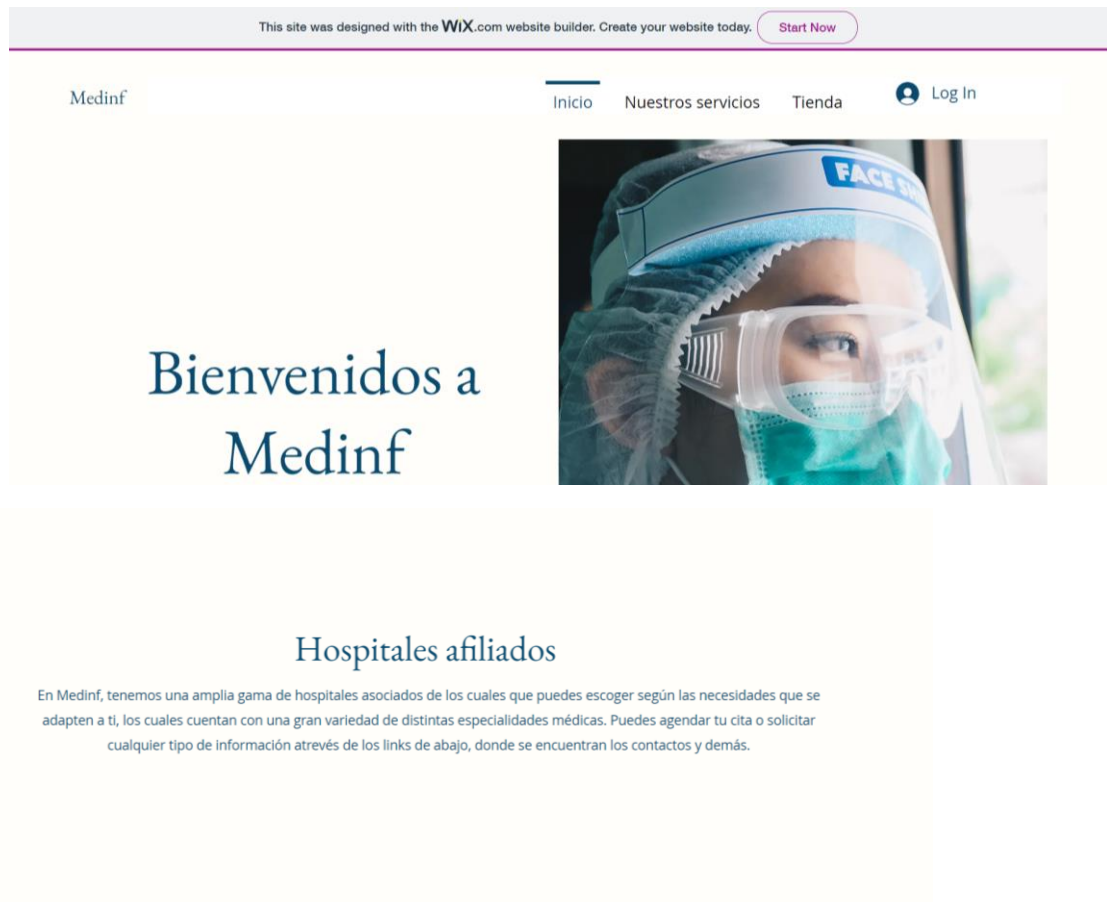 This site was designed with the WiX.com website builder. Create your website today. Start Now
Medinf
Inicio Nuestros servicios Tienda Log In
FACE
Bienvenidos a
Medinf
Hospitales afiliados
En Medinf, tenemos una amplia gama de hospitales asociados de los cuales que puedes escoger según las necesidades que se
adapten a ti, los cuales cuentan con una gran variedad de distintas especialidades médicas. Puedes agendar tu cita o solicitar
cualquier tipo de información atrevés de los links de abajo, donde se encuentran los contactos y demás.